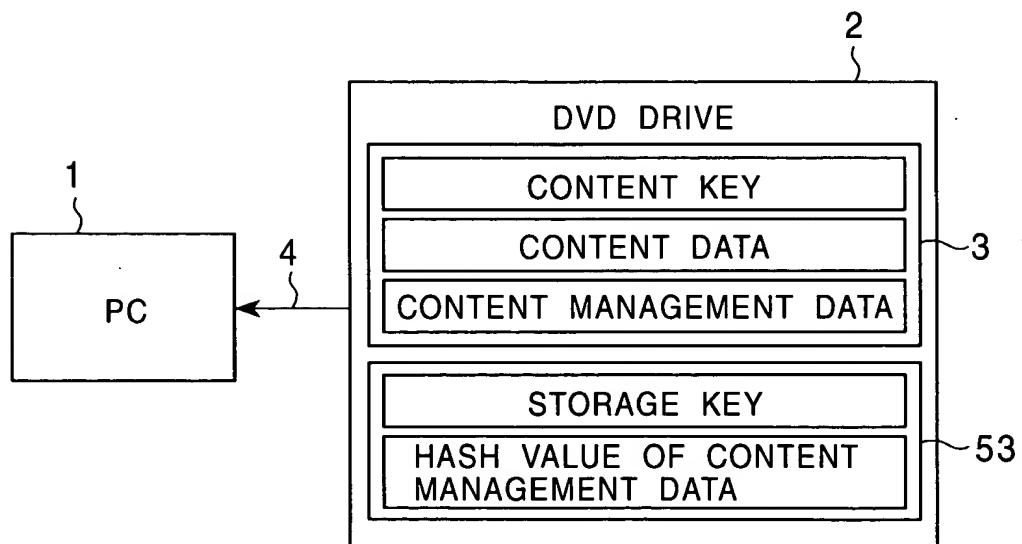 2
DVD DRIVE
CONTENT KEY
1
CONTENT DATA
3
4
PC
CONTENT MANAGEMENT DATA
STORAGE KEY
53
HASH VALUE OF CONTENT
MANAGEMENT DATA